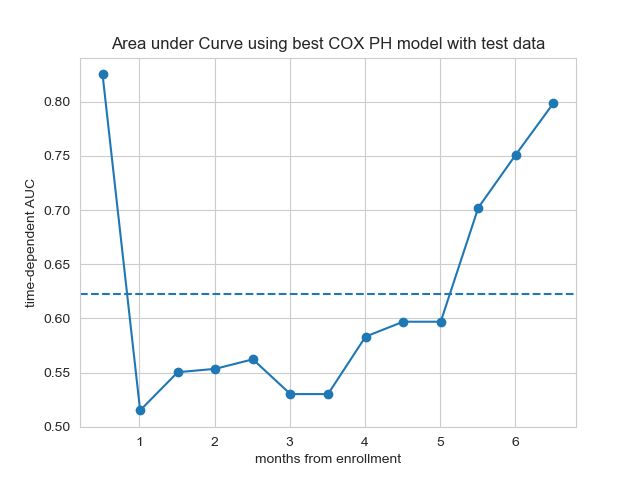 Area under Curve using best COX PH model with test data
time-dependent AUC
0.80
0.75
0.70
0.65
0.60
0.55
0.50
1 2 3 4 5 6
months from enrollment